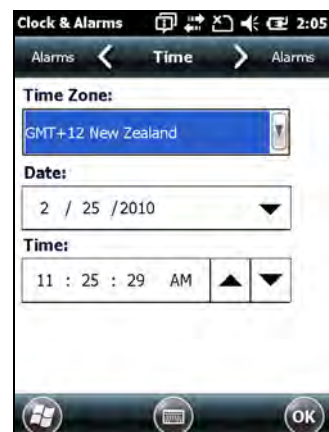 Clock & Alarms 2:05
Alarms Time Alarms
Time Zone:
GMT+12 New Zealand
Date:
2 / 25 /2010
Time:
11 : 25 : 29 AM
OK